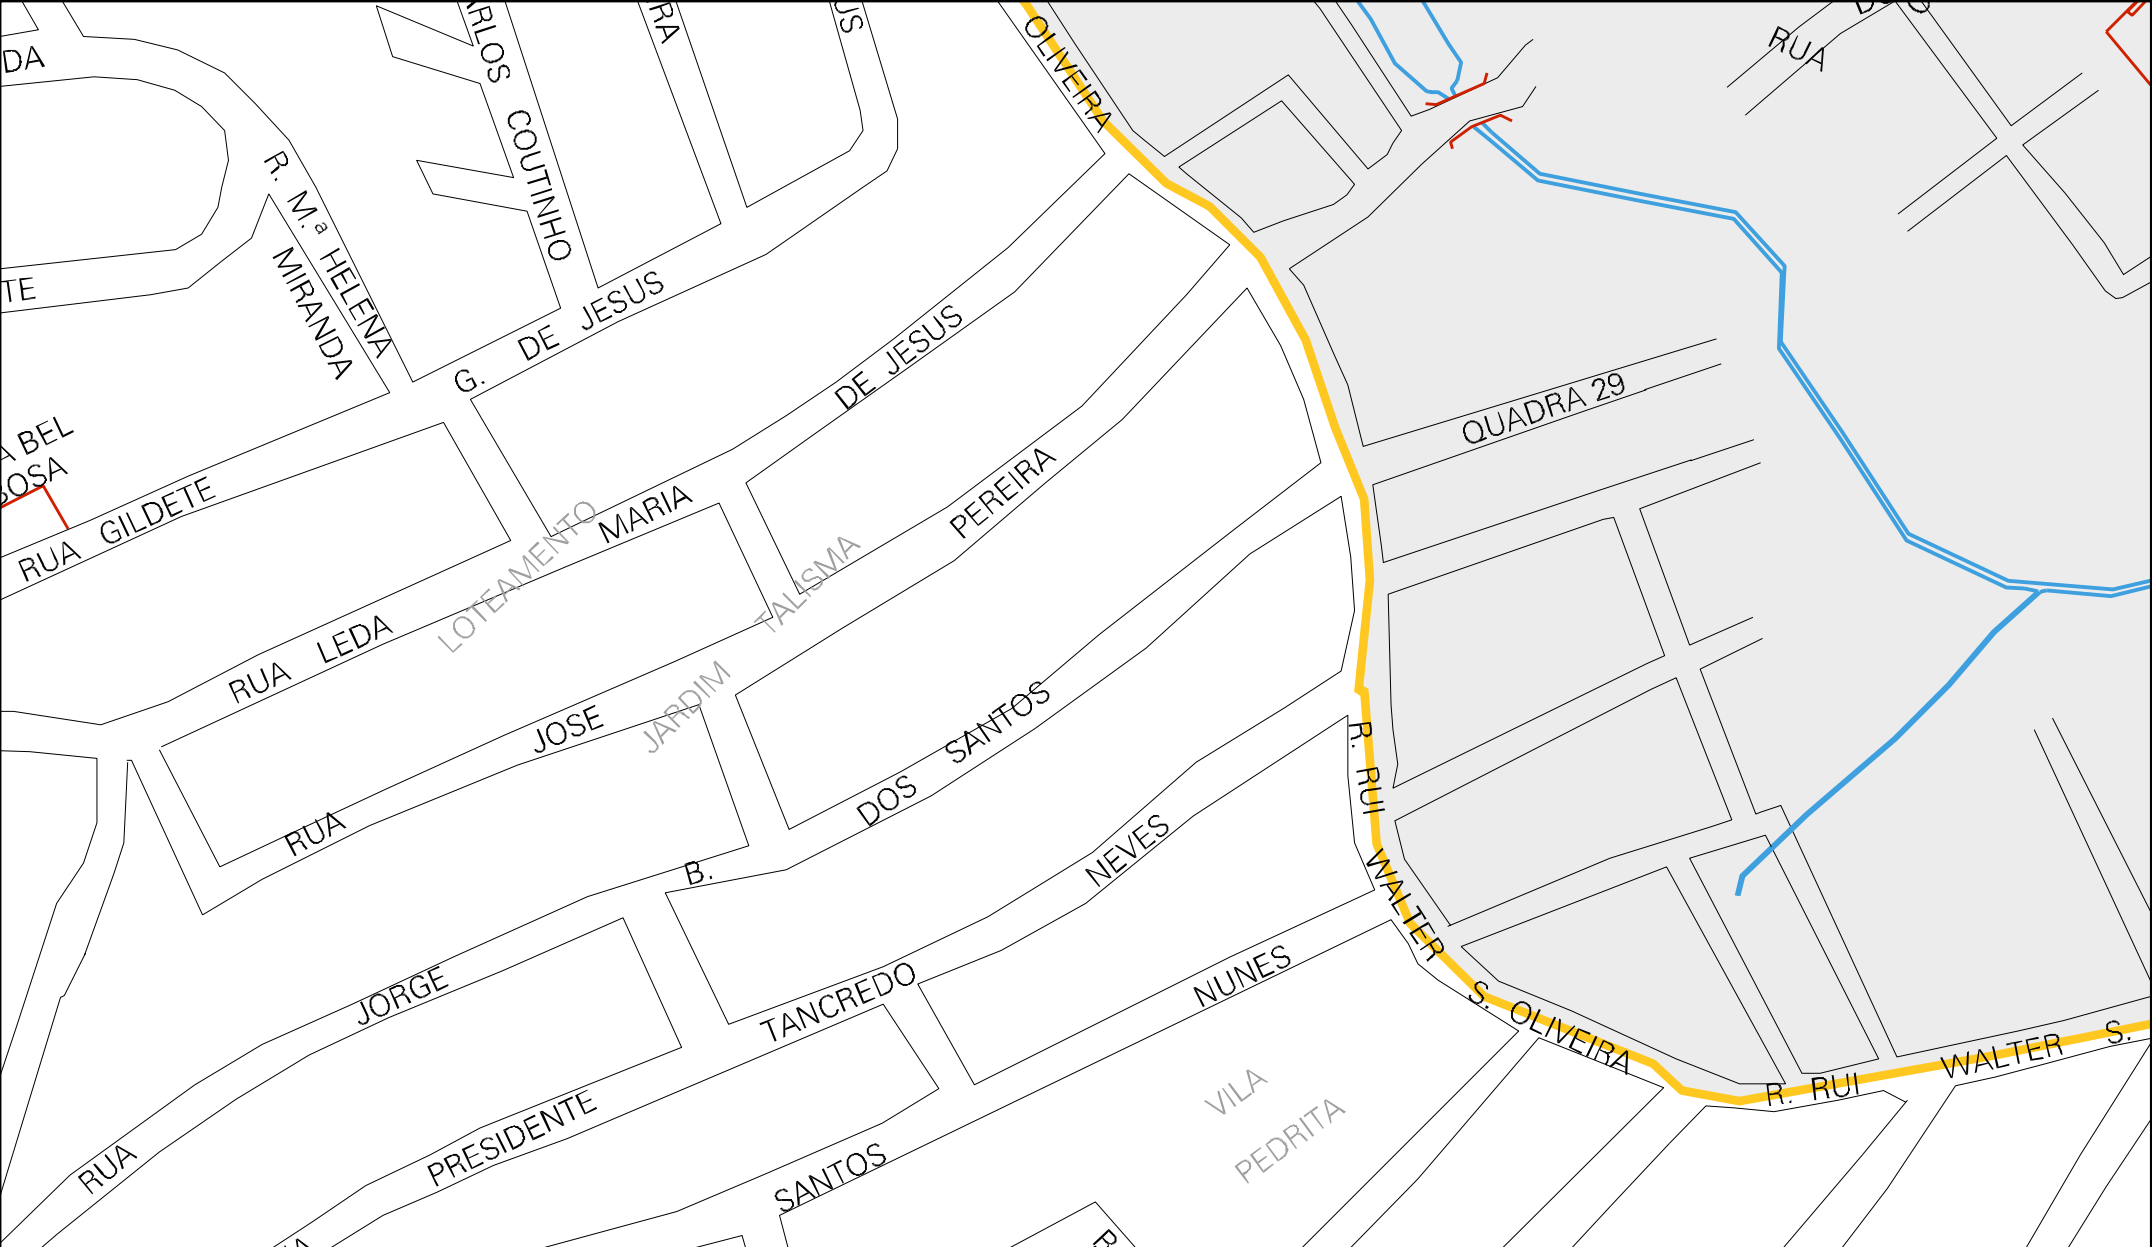 DA
OLIVEIRA
RUA
R. M.ª HELENA
MIRANDA
COUTINHO
RUA GILDETE G. DE JESUS
RUA LEDA MARIA DE JESUS
RUA JOSE PEREIRA
RUA JORGE B. DOS SANTOS
PRESIDENTE TANCREDO NEVES
SANTOS NUNES
LOTEAMENTO
JARDIM TALISMA
QUADRA 29
R. RUI WALTER S. OLIVEIRA
R. RUI WALTER S.
VILA
PEDRITA